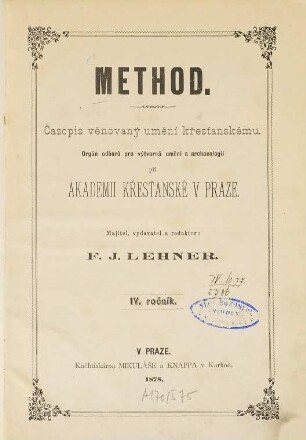 METHOD.
Časopis věnovaný umění křesťanskému.
Orgán odborů pro výtvarná umění a archaeologii
při
AKADEMII KŘESŤANSKÉ V PRAZE.
Majitel, vydavatel a redaktor:
F. J. LEHNER.
IV. ročník.
V PRAZE.
Knihtiskárna MIKULÁŠE a KNAPPA v Karlíně.
1878.